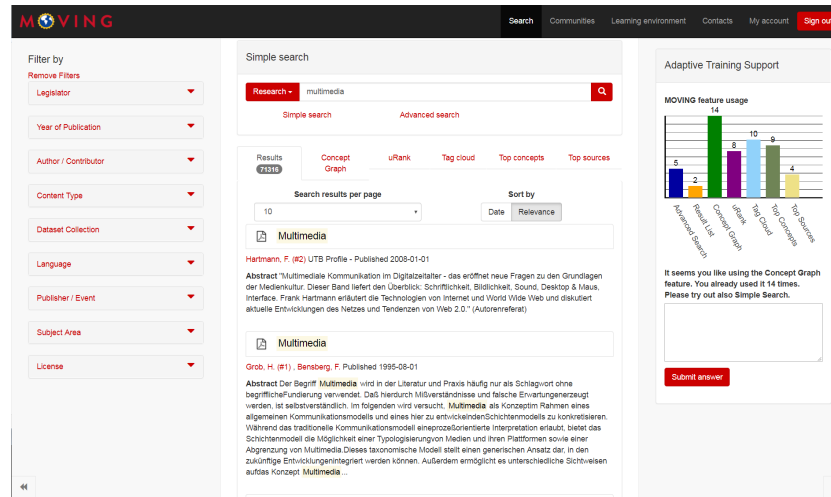 MOVING
Search Communities Learning environment Contacts My account Sign out
Filter by
Remove Filters
Legislator
Year of Publication
Author / Contributor
Content Type
Dataset Collection
Language
Publisher / Event
Subject Area
License
Simple search
Research multimedia
Simple search Advanced search
Results 71316 Concept Graph uRank Tag cloud Top concepts Top sources
Search results per page Sort by
10 Date Relevance
Multimedia
Hartmann, F. (#2) UTB Profile - Published 2008-01-01
Abstract "Multimediale Kommunikation im Digitalzeitalter - das eröffnet neue Fragen zu den Grundlagen
der Medienkultur. Dieser Band liefert den Überblick: Schriftlichkeit, Bildlichkeit, Sound, Desktop & Maus,
Interface. Frank Hartmann erläutert die Technologien von Internet und World Wide Web und diskutiert
aktuelle Entwicklungen des Netzes und Tendenzen von Web 2.0." (Autorenreferat)
Multimedia
Grob, H. (#1) , Bensberg, F. Published 1995-08-01
Abstract Der Begriff Multimedia wird in der Literatur und Praxis häufig nur als Schlagwort ohne
begrifflicheFundierung verwendet. Daß hierdurch Mißverständnisse und falsche Erwartungenerzeugt
werden, ist selbstverständlich. Im folgenden wird versucht, Multimedia als Konzeptim Rahmen eines
allgemeinen Kommunikationsmodells und eines hier zu entwickelndenSchichtenmodells zu konkretisieren.
Während das traditionelle Kommunikationsmodell eineprozeßorientierte Interpretation erlaubt, bietet das
Schichtenmodell die Möglichkeit einer Typologisierungvon Medien und ihren Plattformen sowie einer
Abgrenzung von Multimedia.Dieses taxonomische Modell stellt einen generischen Ansatz dar, in den
zukünftige Entwicklungenintegriert werden können. Außerdem ermöglicht es unterschiedliche Sichtweisen
aufdas Konzept Multimedia ...
Adaptive Training Support
MOVING feature usage
14
10
9
8
5
4
2
Advanced Search
Result List
Concept Graph
uRank
Tag Cloud
Top Concepts
Top Sources
It seems you like using the Concept Graph
feature. You already used it 14 times.
Please try out also Simple Search.
Submit answer